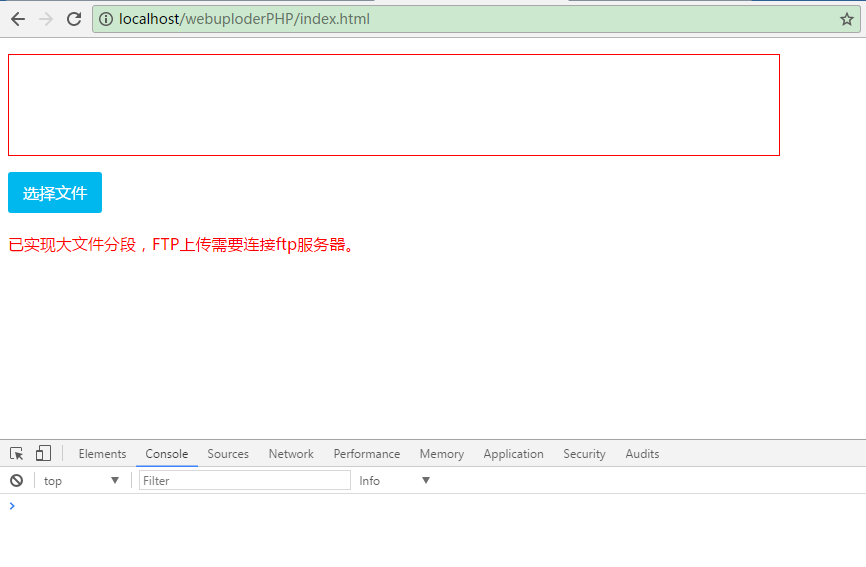 localhost/webuploderPHP/index.html
选择文件
已实现大文件分段，FTP上传需要连接ftp服务器。
Elements Console Sources Network Performance Memory Application Security Audits
top Filter Info